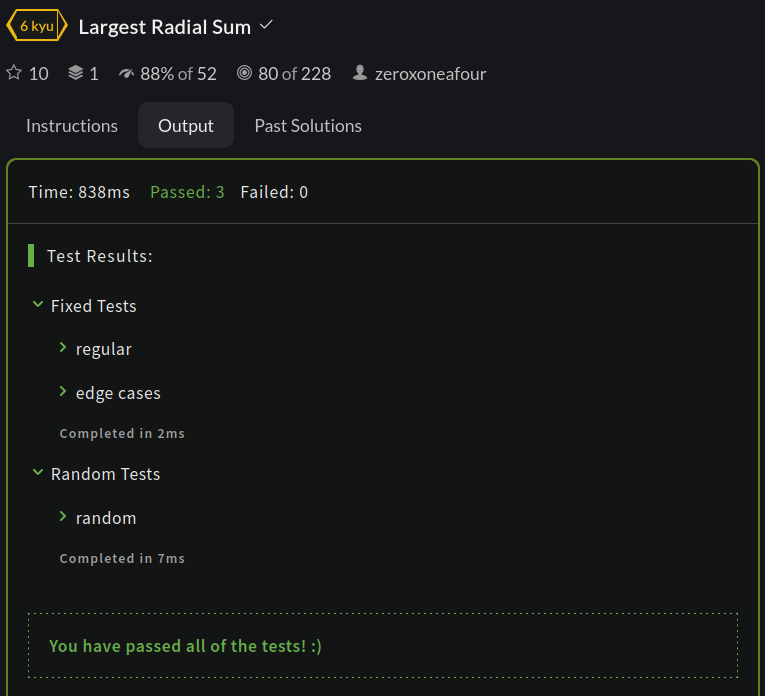 6 kyu Largest Radial Sum
10 1 88% of 52 80 of 228 zeroxoneafour
Instructions Output Past Solutions
Time: 838ms Passed: 3 Failed: 0
Test Results:
Fixed Tests
regular
edge cases
Completed in 2ms
Random Tests
random
Completed in 7ms
You have passed all of the tests! :)